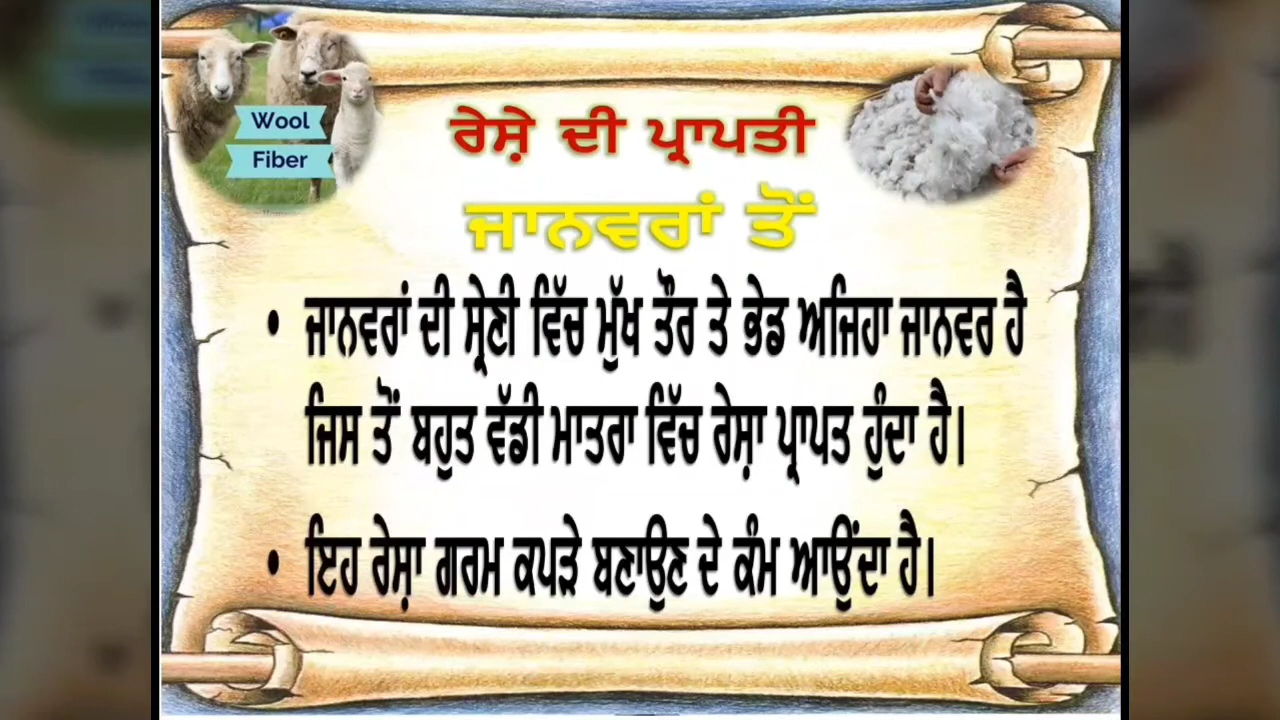 Wool
Fiber
ਰੇਸ਼ੇ ਦੀ ਪ੍ਰਾਪਤੀ
ਜਾਨਵਰਾਂ ਤੋਂ
• ਜਾਨਵਰਾਂ ਦੀ ਸ਼੍ਰੇਣੀ ਵਿੱਚ ਮੁੱਖ ਤੌਰ ਤੇ ਭੇਡ ਅਜਿਹਾ ਜਾਨਵਰ ਹੈ
ਜਿਸ ਤੋਂ ਬਹੁਤ ਵੱਡੀ ਮਾਤਰਾ ਵਿੱਚ ਰੇਸ਼ਾ ਪ੍ਰਾਪਤ ਹੁੰਦਾ ਹੈ।
• ਇਹ ਰੇਸ਼ਾ ਗਰਮ ਕਪੜੇ ਬਣਾਉਣ ਦੇ ਕੰਮ ਆਉਂਦਾ ਹੈ।